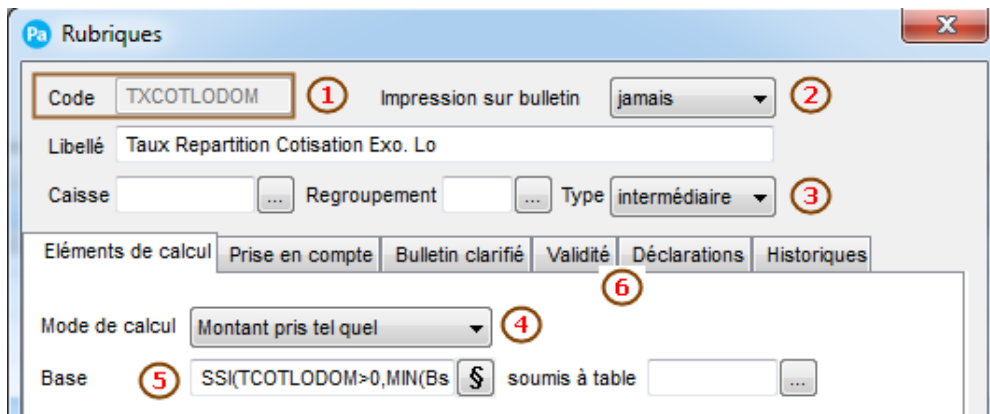 Pa Rubriques X
Code TXCOTLODOM 1 Impression sur bulletin jamais 2
Libellé Taux Repartition Cotisation Exo. Lo
Caisse ... Regroupement ... Type intermédiaire 3
Eléments de calcul Prise en compte Bulletin clarifié Validité Déclarations Historiques
6
Mode de calcul Montant pris tel quel 4
Base 5 SSI(TCOTLODOM>0,MIN(Bs § soumis à table ...